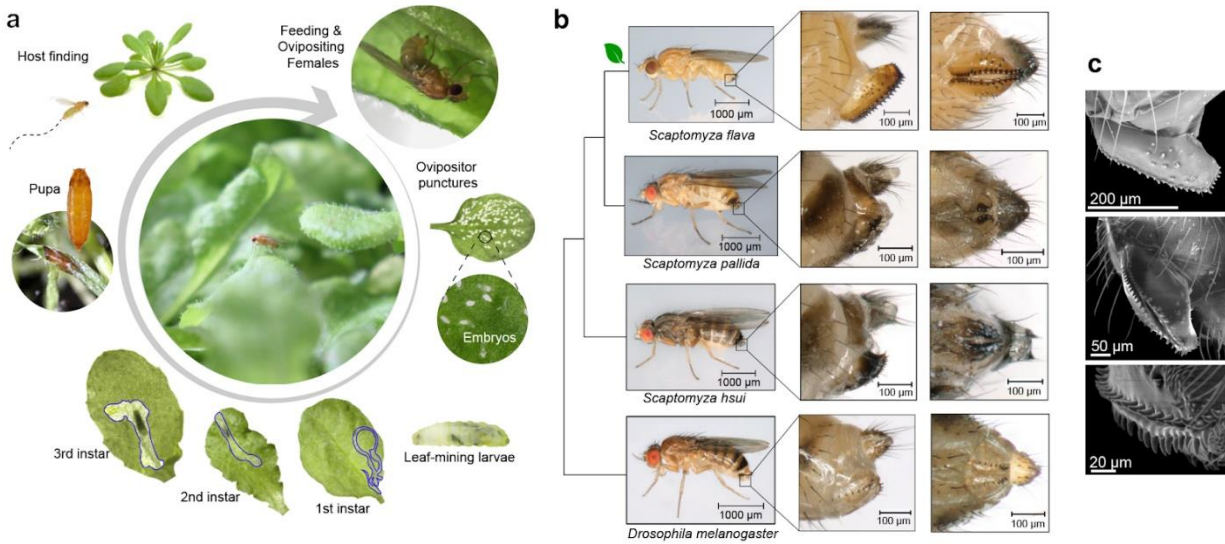 a
Host finding
Feeding &
Ovipositing
Females
Pupa
Ovipositor
punctures
Embryos
3rd instar
2nd instar
1st instar
Leaf-mining larvae
b
1000 µm
100 µm
100 µm
Scaptomyza flava
1000 µm
100 µm
100 µm
Scaptomyza pallida
1000 µm
100 µm
100 µm
Scaptomyza hsui
1000 µm
100 µm
100 µm
Drosophila melanogaster
c
200 µm
50 µm
20 µm